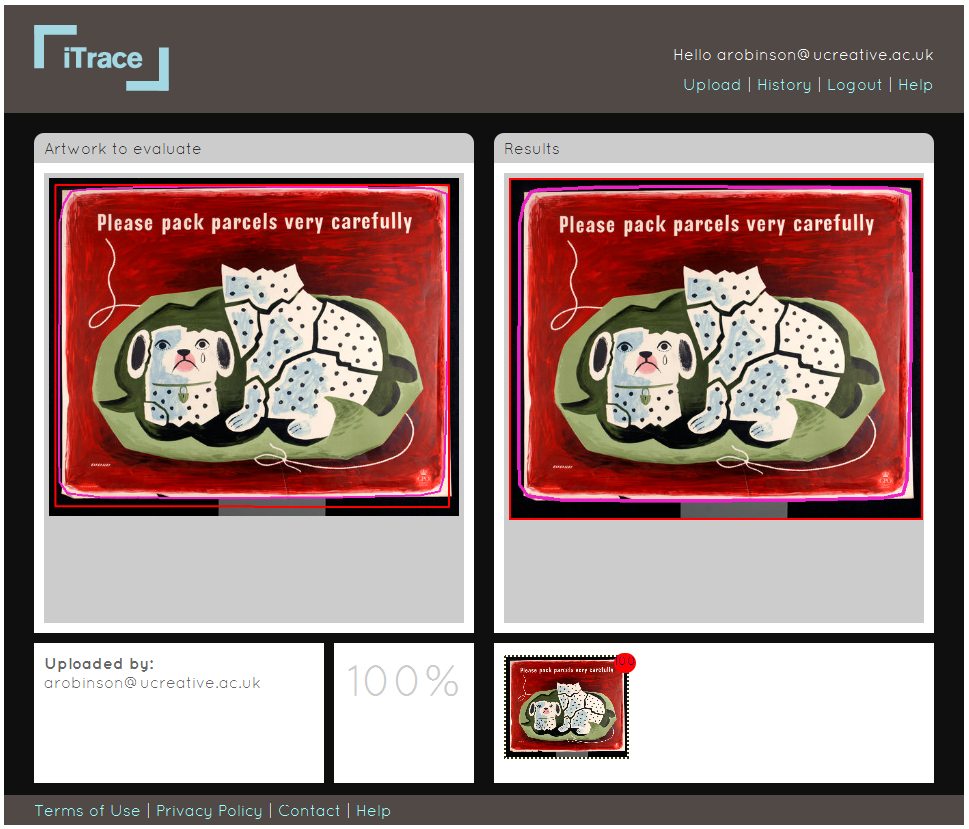 iTrace
Hello arobinson@ucreative.ac.uk
Upload | History | Logout | Help
Artwork to evaluate
Results
Please pack parcels very carefully
GPO
Please pack parcels very carefully
GPO
Uploaded by:
arobinson@ucreative.ac.uk
100%
Please pack parcels very carefully
100
Terms of Use | Privacy Policy | Contact | Help